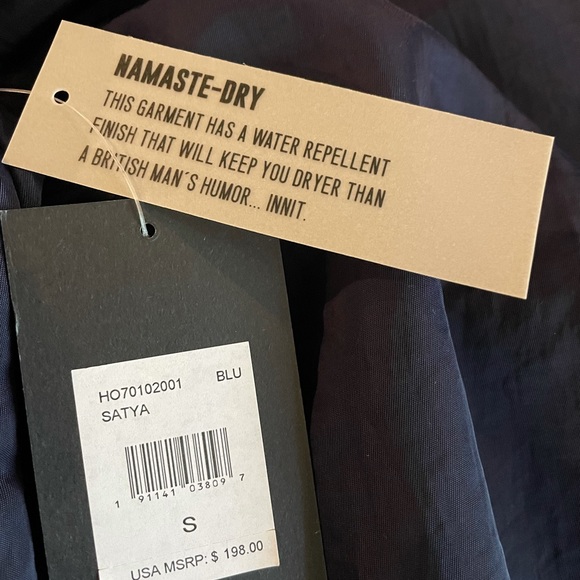 NAMASTE-DRY
THIS GARMENT HAS A WATER REPELLENT
FINISH THAT WILL KEEP YOU DRYER THAN
A BRITISH MAN´S HUMOR... INNIT.
HO70102001 BLU
SATYA
1 91141 03809 7
S
USA MSRP: $ 198.00